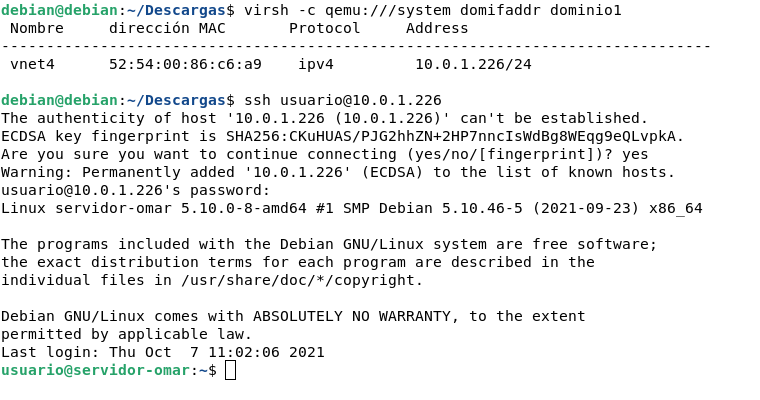 debian@debian:~/Descargas$ virsh -c qemu:///system domifaddr dominio1
 Nombre     dirección MAC       Protocol     Address
-------------------------------------------------------------------------------
 vnet4      52:54:00:86:c6:a9    ipv4         10.0.1.226/24

debian@debian:~/Descargas$ ssh usuario@10.0.1.226
The authenticity of host '10.0.1.226 (10.0.1.226)' can't be established.
ECDSA key fingerprint is SHA256:CKuHUAS/PJG2hhZN+2HP7nncIsWdBg8WEqg9eQLvpkA.
Are you sure you want to continue connecting (yes/no/[fingerprint])? yes
Warning: Permanently added '10.0.1.226' (ECDSA) to the list of known hosts.
usuario@10.0.1.226's password:
Linux servidor-omar 5.10.0-8-amd64 #1 SMP Debian 5.10.46-5 (2021-09-23) x86_64

The programs included with the Debian GNU/Linux system are free software;
the exact distribution terms for each program are described in the
individual files in /usr/share/doc/*/copyright.

Debian GNU/Linux comes with ABSOLUTELY NO WARRANTY, to the extent
permitted by applicable law.
Last login: Thu Oct  7 11:02:06 2021
usuario@servidor-omar:~$